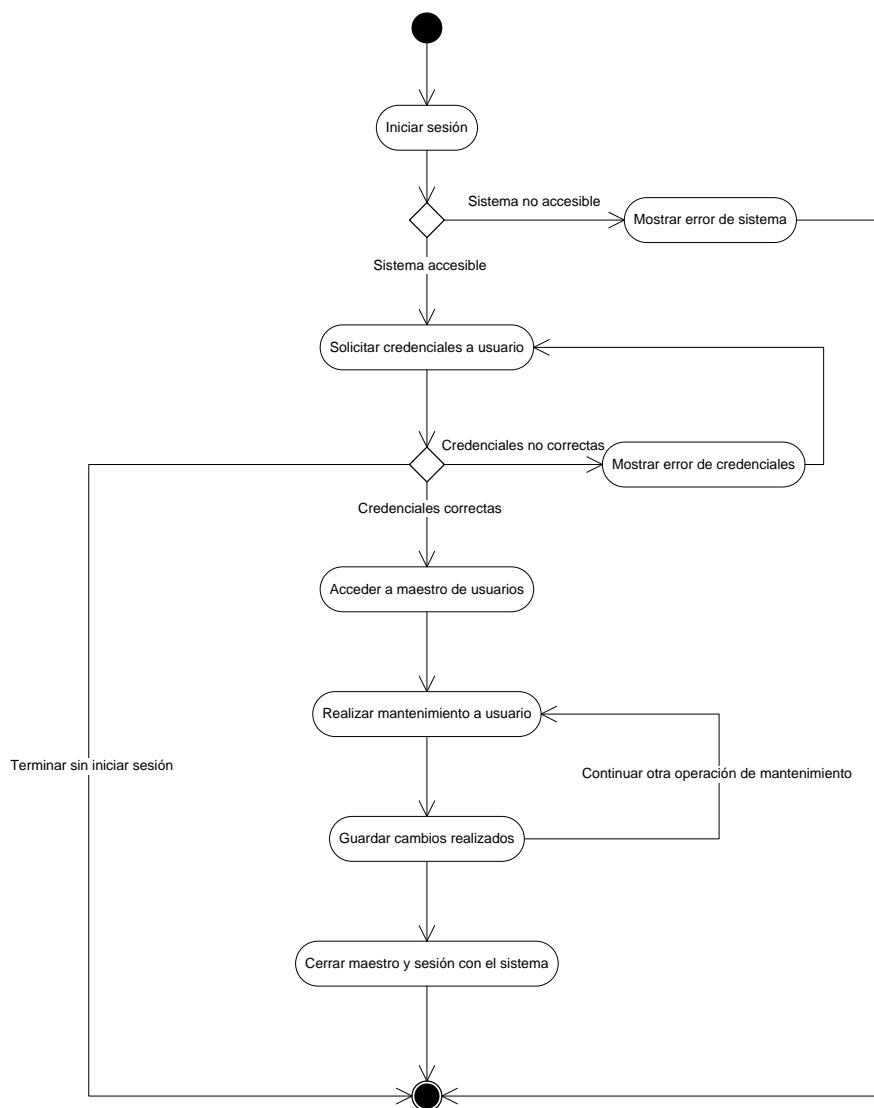 Iniciar sesión
Sistema no accesible
Mostrar error de sistema
Sistema accesible
Solicitar credenciales a usuario
Credenciales no correctas
Mostrar error de credenciales
Credenciales correctas
Acceder a maestro de usuarios
Realizar mantenimiento a usuario
Terminar sin iniciar sesión
Continuar otra operación de mantenimiento
Guardar cambios realizados
Cerrar maestro y sesión con el sistema